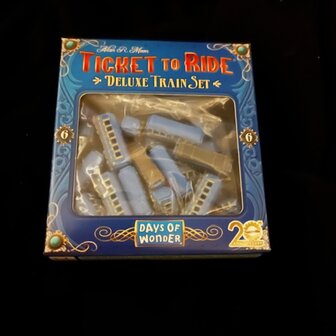 Alan R. Moon
TICKET TO RIDE
DELUXE TRAIN SET
6 6
DAYS OF
WONDER
20